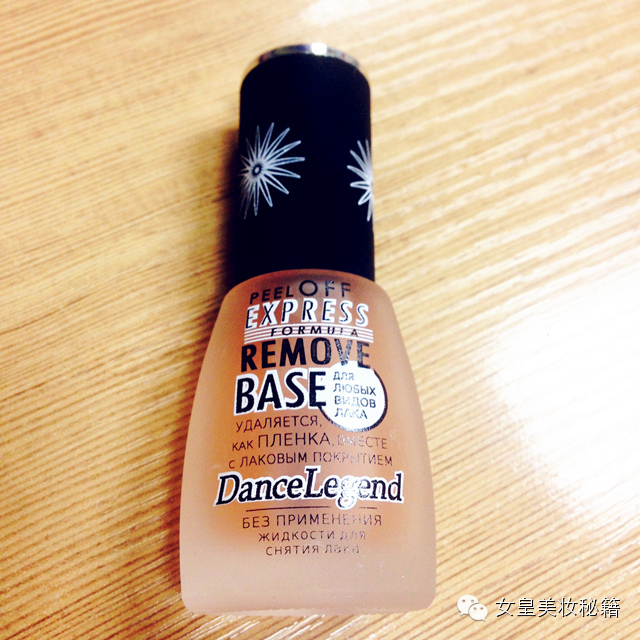 PEEL OFF
EXPRESS
FORMULA
REMOVE
BASE
ДЛЯ
ЛЮБЫХ
ВИДОВ
ЛАКА
УДАЛЯЕТСЯ,
КАК ПЛЕНКА, ВМЕСТЕ
С ЛАКОВЫМ ПОКРЫТИЕМ
DanceLegend
БЕЗ ПРИМЕНЕНИЯ
ЖИДКОСТИ ДЛЯ
СНЯТИЯ ЛАКА
女皇美妆秘籍